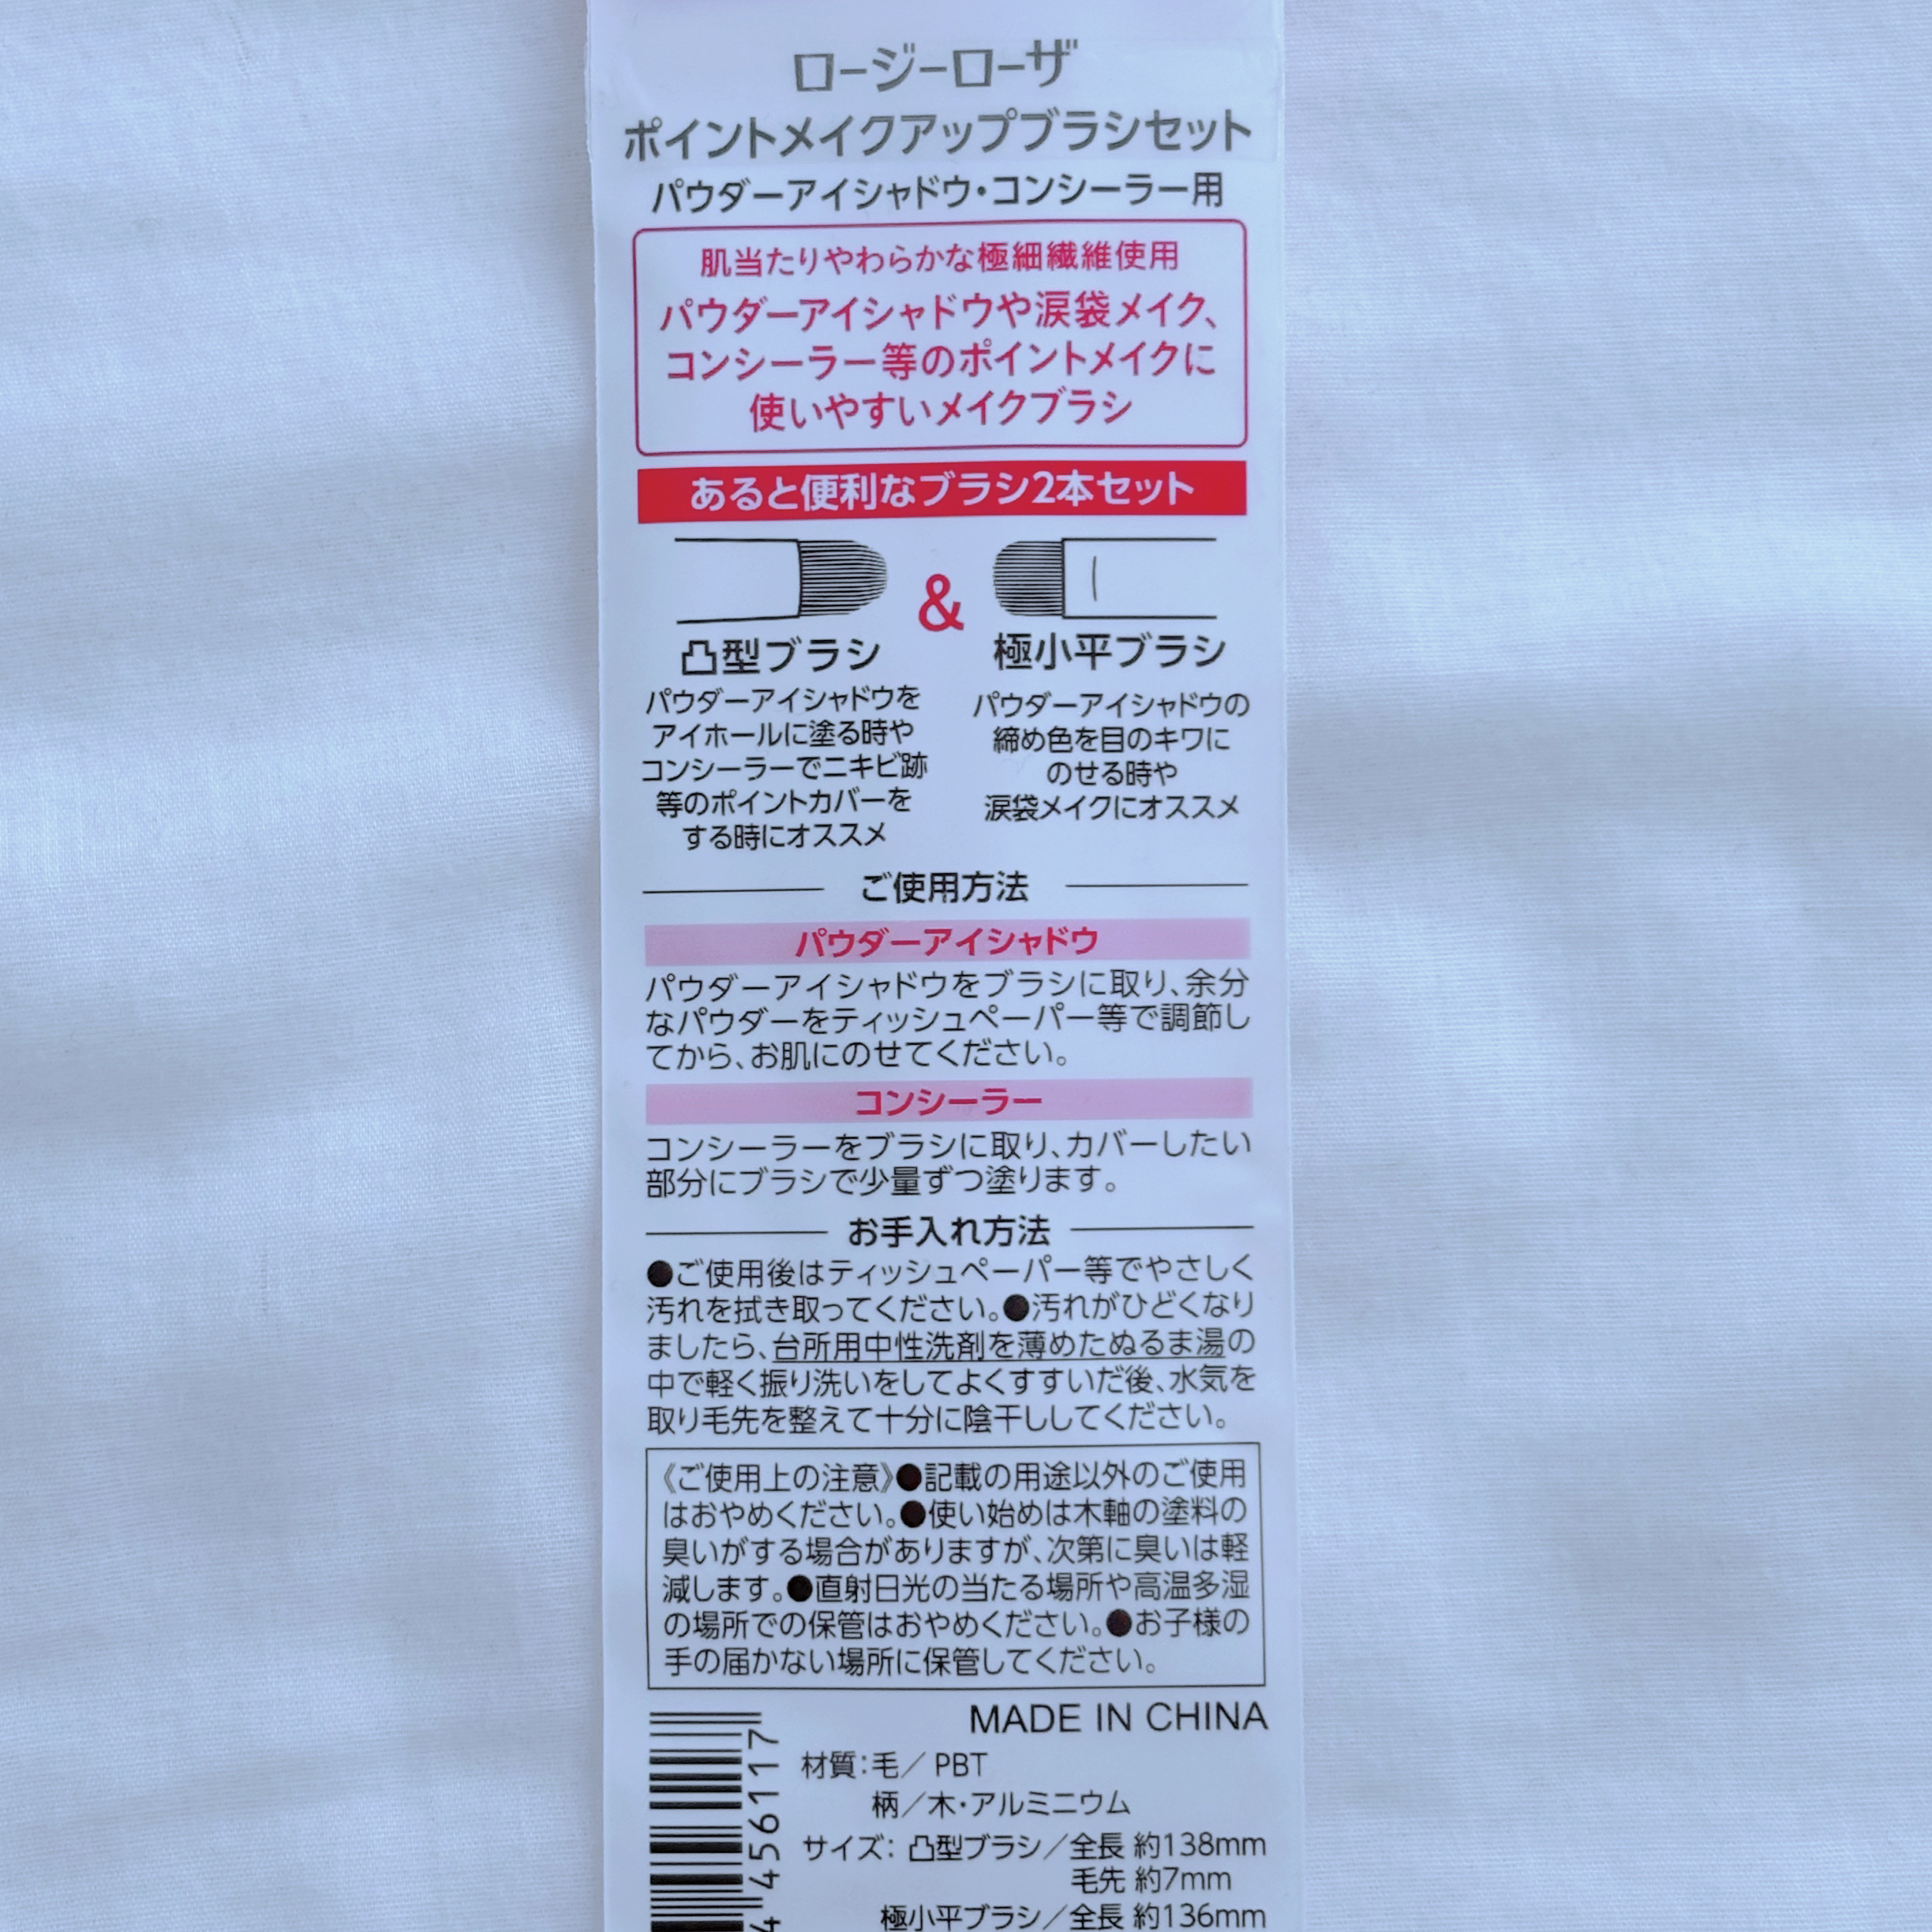 ロージーローザ
ポイントメイクアップブラシセット
パウダーアイシャドウ・コンシーラー用
肌当たりやわらかな極細繊維使用
パウダーアイシャドウや涙袋メイク、
コンシーラー等のポイントメイクに
使いやすいメイクブラシ
あると便利なブラシ2本セット
&
凸型ブラシ
パウダーアイシャドウを
アイホールに塗る時や
コンシーラーでニキビ跡
等のポイントカバーを
する時にオススメ
極小平ブラシ
パウダーアイシャドウの
締め色を目のキワに
のせる時や
涙袋メイクにオススメ
ご使用方法
パウダーアイシャドウ
パウダーアイシャドウをブラシに取り、余分
なパウダーをティッシュペーパー等で調節し
てから、お肌にのせてください。
コンシーラー
コンシーラーをブラシに取り、カバーしたい
部分にブラシで少量ずつ塗ります。
お手入れ方法
●ご使用後はティッシュペーパー等でやさしく
汚れを拭き取ってください。●汚れがひどくなり
ましたら、台所用中性洗剤を薄めたぬるま湯の
中で軽く振り洗いをしてよくすすいだ後、水気を
取り毛先を整えて十分に陰干ししてください。
《ご使用上の注意》●記載の用途以外のご使用
はおやめください。●使い始めは木軸の塗料の
臭いがする場合がありますが、次第に臭いは軽
減します。●直射日光の当たる場所や高温多湿
の場所での保管はおやめください。●お子様の
手の届かない場所に保管してください。
MADE IN CHINA
材質：毛／PBT
柄／木・アルミニウム
サイズ：凸型ブラシ／全長 約138mm
毛先 約7mm
極小平ブラシ／全長 約136mm
4 456117